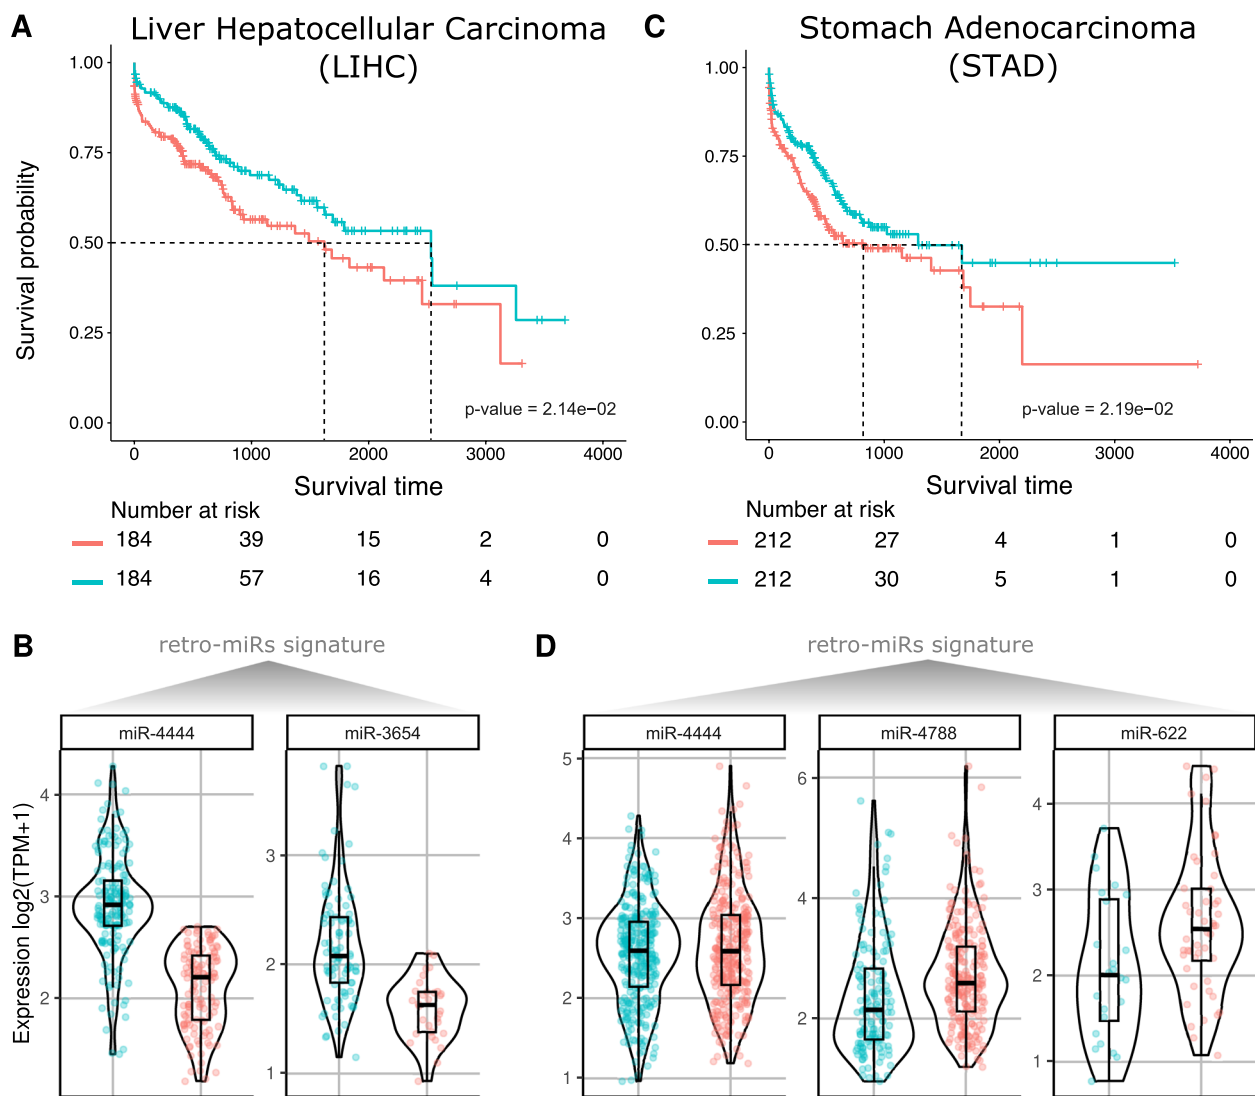 A
Liver Hepatocellular Carcinoma
(LIHC)
Survival probability
1.00
0.75
0.50
0.25
0.00
p-value = 2.14e−02
0 1000 2000 3000 4000
Survival time
Number at risk
184 39 15 2 0
184 57 16 4 0
C
Stomach Adenocarcinoma
(STAD)
1.00
0.75
0.50
0.25
0.00
p-value = 2.19e−02
0 1000 2000 3000 4000
Survival time
Number at risk
212 27 4 1 0
212 30 5 1 0
B
retro-miRs signature
Expression log2(TPM+1)
miR-4444
4
3
2
miR-3654
3
2
1
D
retro-miRs signature
miR-4444
5
4
3
2
1
miR-4788
6
4
2
miR-622
4
3
2
1